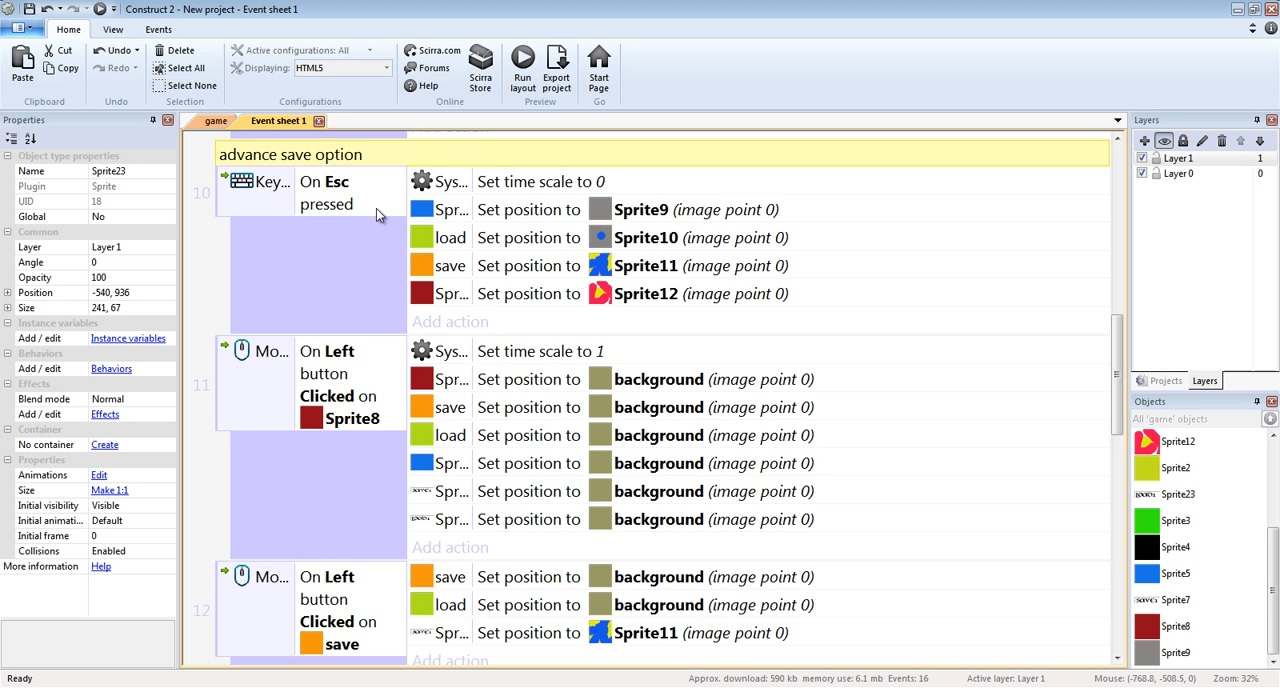 Construct 2 - New project - Event sheet 1
Home View Events
Paste Cut Copy Clipboard
Undo Redo Undo
Delete Select All Select None Selection
Active configurations: All
Displaying: HTML5
Configurations
Scirra.com Forums Help Scirra Store Online
Run layout Export project Preview
Start Page Go
Properties
game Event sheet 1
Layers
Object type properties
Name Sprite23
Plugin Sprite
UID 18
Global No
Common
Layer Layer 1
Angle 0
Opacity 100
Position -540, 936
Size 241, 67
Instance variables
Add / edit Instance variables
Behaviors
Add / edit Behaviors
Effects
Blend mode Normal
Add / edit Effects
Container
No container Create
Properties
Animations Edit
Size Make 1:1
Initial visibility Visible
Initial animati... Default
Initial frame 0
Collisions Enabled
More information Help
advance save option
10
Key... On Esc pressed
Sys... Set time scale to 0
Spr... Set position to Sprite9 (image point 0)
load Set position to Sprite10 (image point 0)
save Set position to Sprite11 (image point 0)
Spr... Set position to Sprite12 (image point 0)
Add action
11
Mo... On Left button Clicked on Sprite8
Sys... Set time scale to 1
Spr... Set position to background (image point 0)
save Set position to background (image point 0)
load Set position to background (image point 0)
Spr... Set position to background (image point 0)
Spr... Set position to background (image point 0)
Spr... Set position to background (image point 0)
Add action
12
Mo... On Left button Clicked on save
save Set position to background (image point 0)
load Set position to background (image point 0)
Spr... Set position to Sprite11 (image point 0)
Add action
Layer 1 1
Layer 0 0
Projects Layers
Objects
All 'game' objects
Sprite12
Sprite2
Sprite23
Sprite3
Sprite4
Sprite5
Sprite7
Sprite8
Sprite9
Ready
Approx. download: 590 kb memory use: 6.1 mb Events: 16 Active layer: Layer 1 Mouse: (-768.8, -508.5, 0) Zoom: 32%